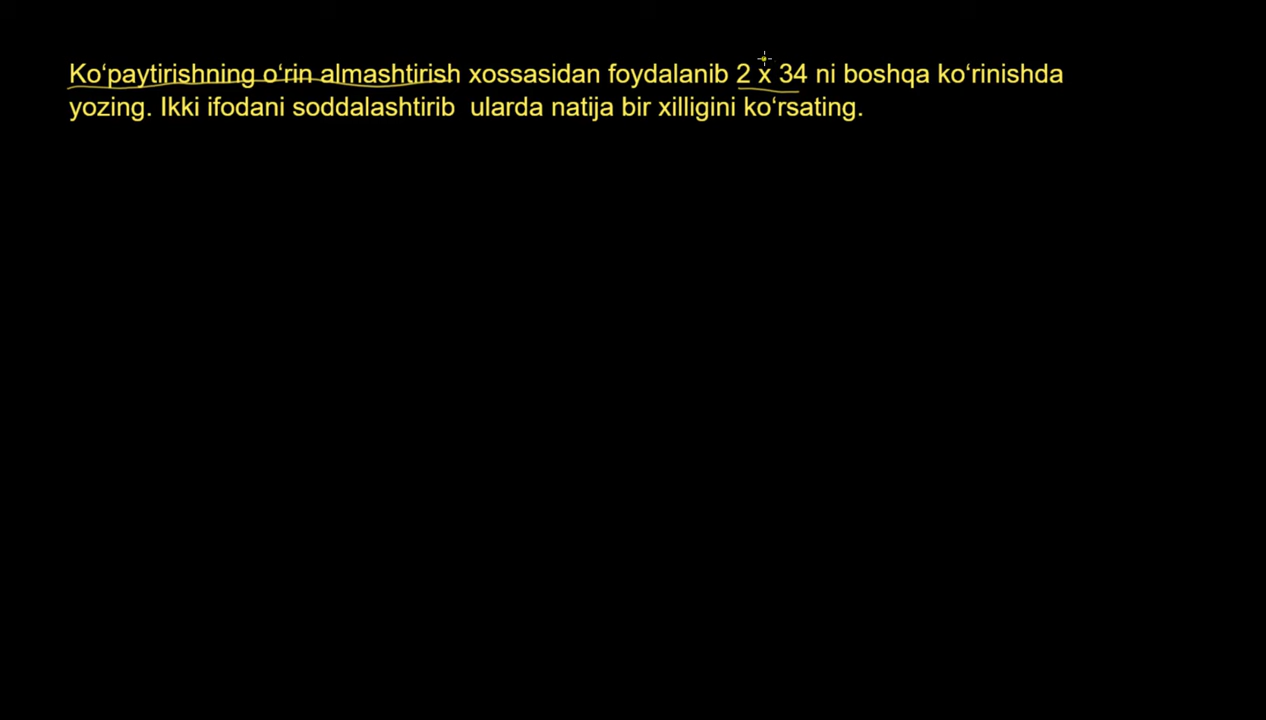 Ko‘paytirishning o‘rin almashtirish xossasidan foydalanib 2 x 34 ni boshqa ko‘rinishda
yozing. Ikki ifodani soddalashtirib  ularda natija bir xilligini ko‘rsating.